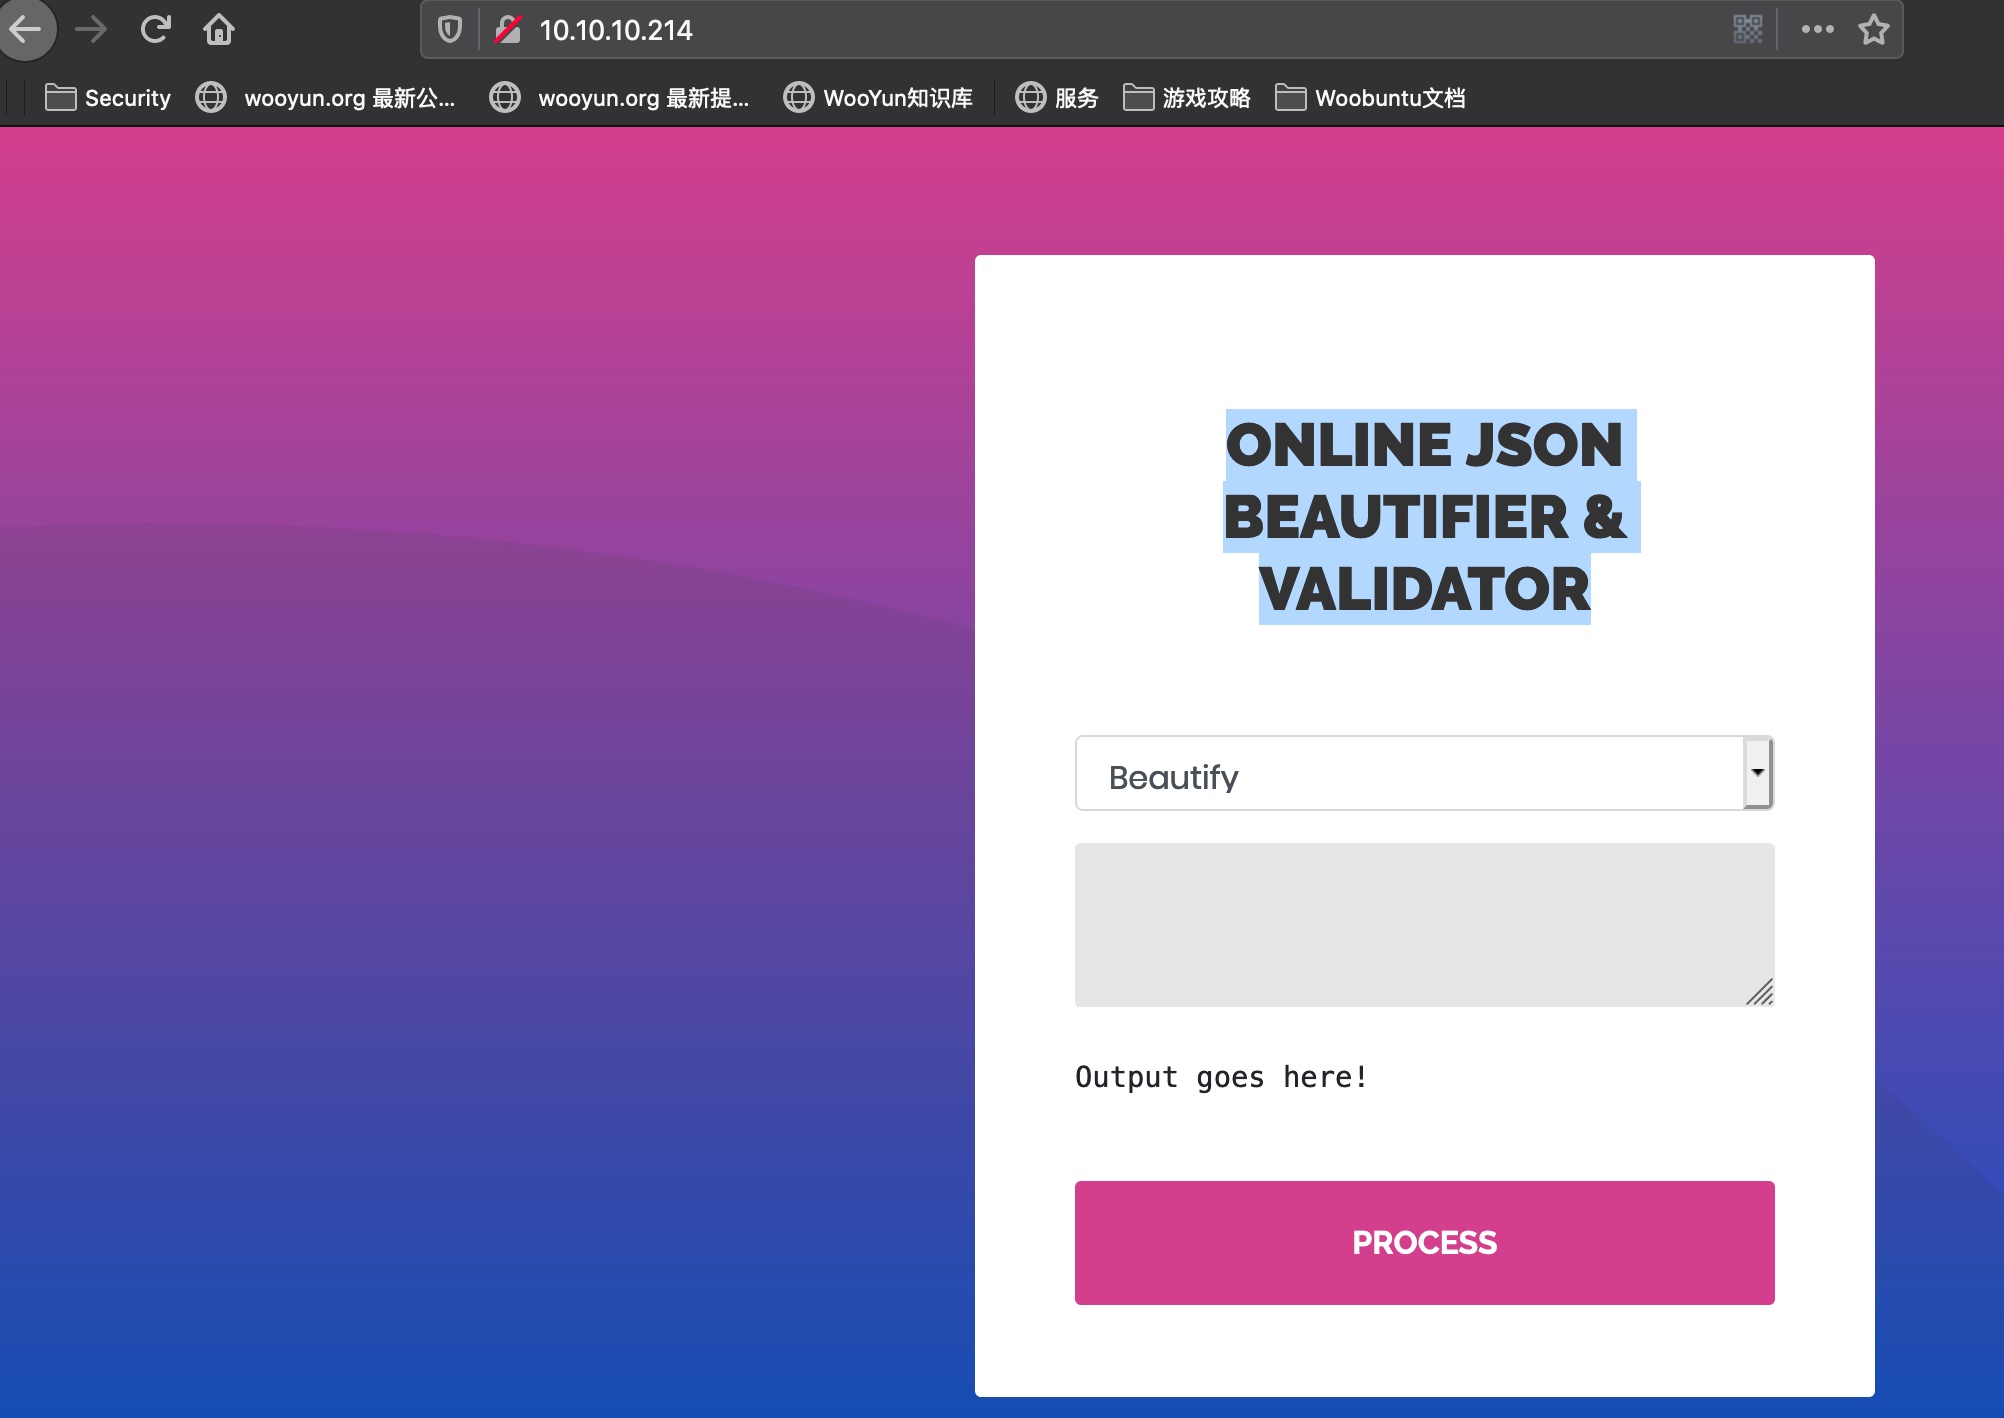 10.10.10.214
Security wooyun.org 最新公... wooyun.org 最新提... WooYun知识库 服务 游戏攻略 Woobuntu文档
ONLINE JSON
BEAUTIFIER &
VALIDATOR
Beautify
Output goes here!
PROCESS